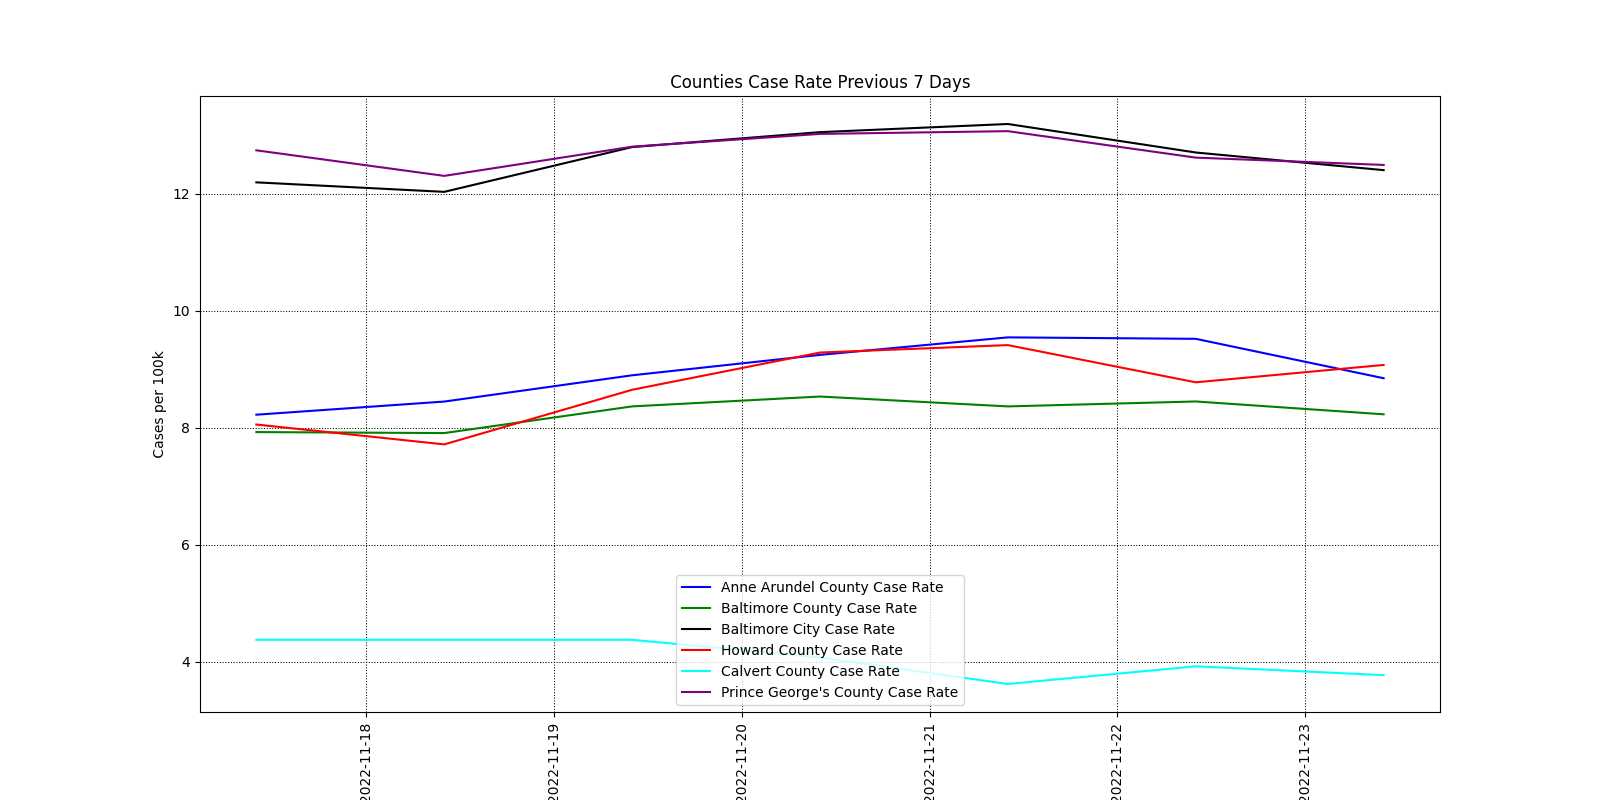 Counties Case Rate Previous 7 Days
Cases per 100k
12
10
8
6
4
Anne Arundel County Case Rate
Baltimore County Case Rate
Baltimore City Case Rate
Howard County Case Rate
Calvert County Case Rate
Prince George's County Case Rate
2022-11-18
2022-11-19
2022-11-20
2022-11-21
2022-11-22
2022-11-23